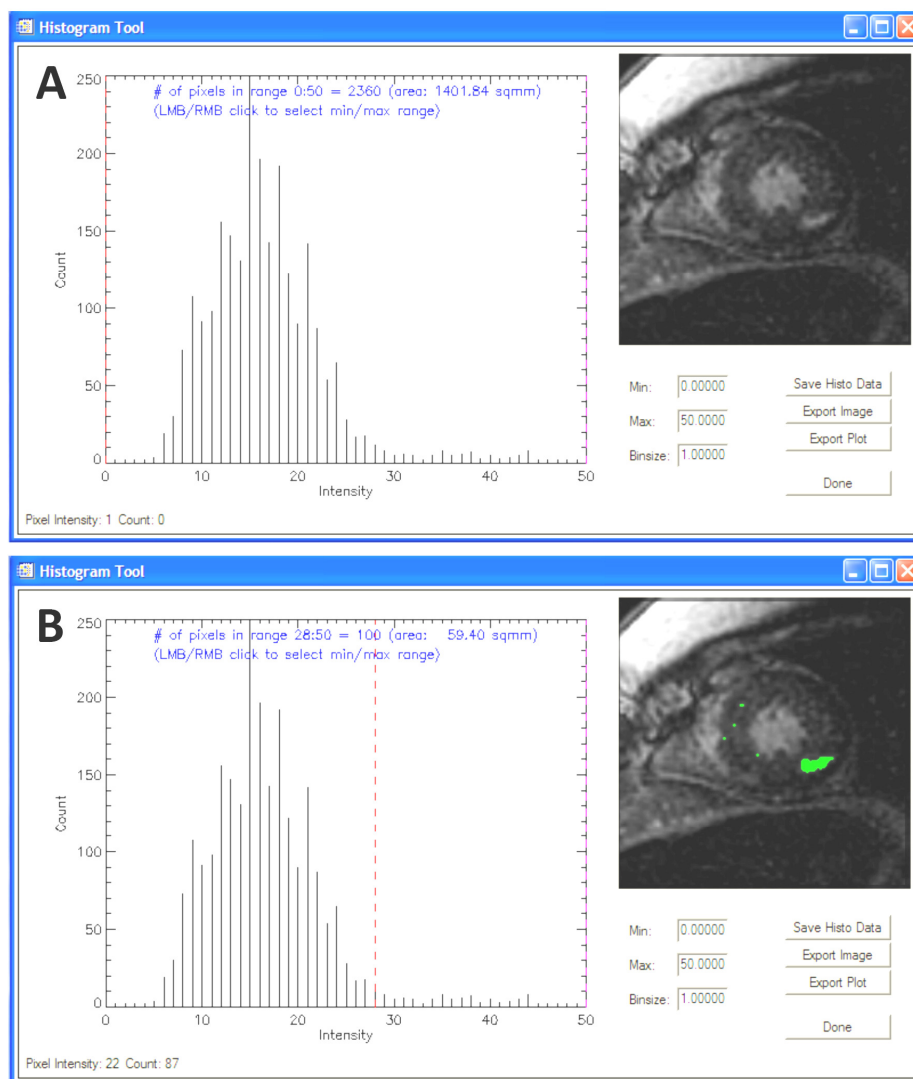 Histogram Tool
A
# of pixels in range 0:50 = 2360 (area: 1401.84 sqmm)
(LMB/RMB click to select min/max range)
250
200
150
100
50
0
Count
0 10 20 30 40 50
Intensity
Min: 0.00000
Max: 50.0000
Binsize: 1.00000
Save Histo Data
Export Image
Export Plot
Done
Pixel Intensity: 1 Count: 0
Histogram Tool
B
# of pixels in range 28:50 = 100 (area: 59.40 sqmm)
(LMB/RMB click to select min/max range)
250
200
150
100
50
0
Count
0 10 20 30 40 50
Intensity
Min: 0.00000
Max: 50.0000
Binsize: 1.00000
Save Histo Data
Export Image
Export Plot
Done
Pixel Intensity: 22 Count: 87